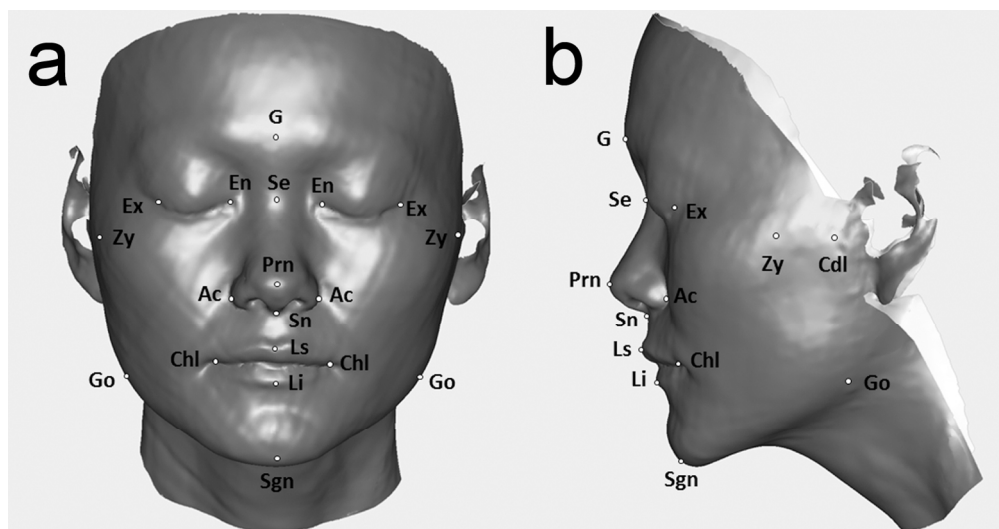 a
G
En Se En
Ex Ex
Zy Zy
Prn
Ac Ac
Sn
Ls
Chl Chl
Li
Go Go
Sgn
b
G
Se Ex
Zy Cdl
Prn Ac
Sn
Ls Chl
Li Go
Sgn